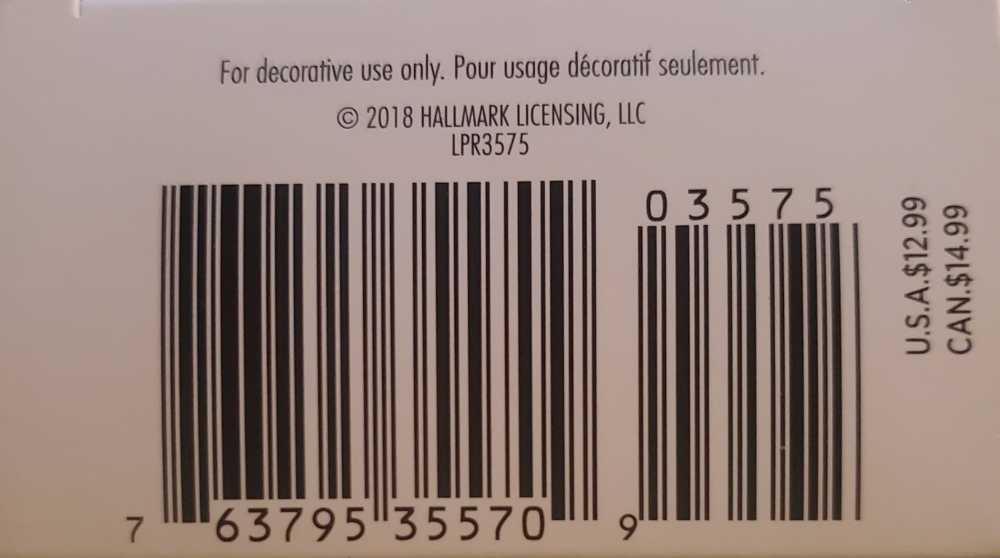 For decorative use only. Pour usage décoratif seulement.
© 2018 HALLMARK LICENSING, LLC
LPR3575
03575
7 63795 35570 9
U.S.A.$12.99
CAN.$14.99